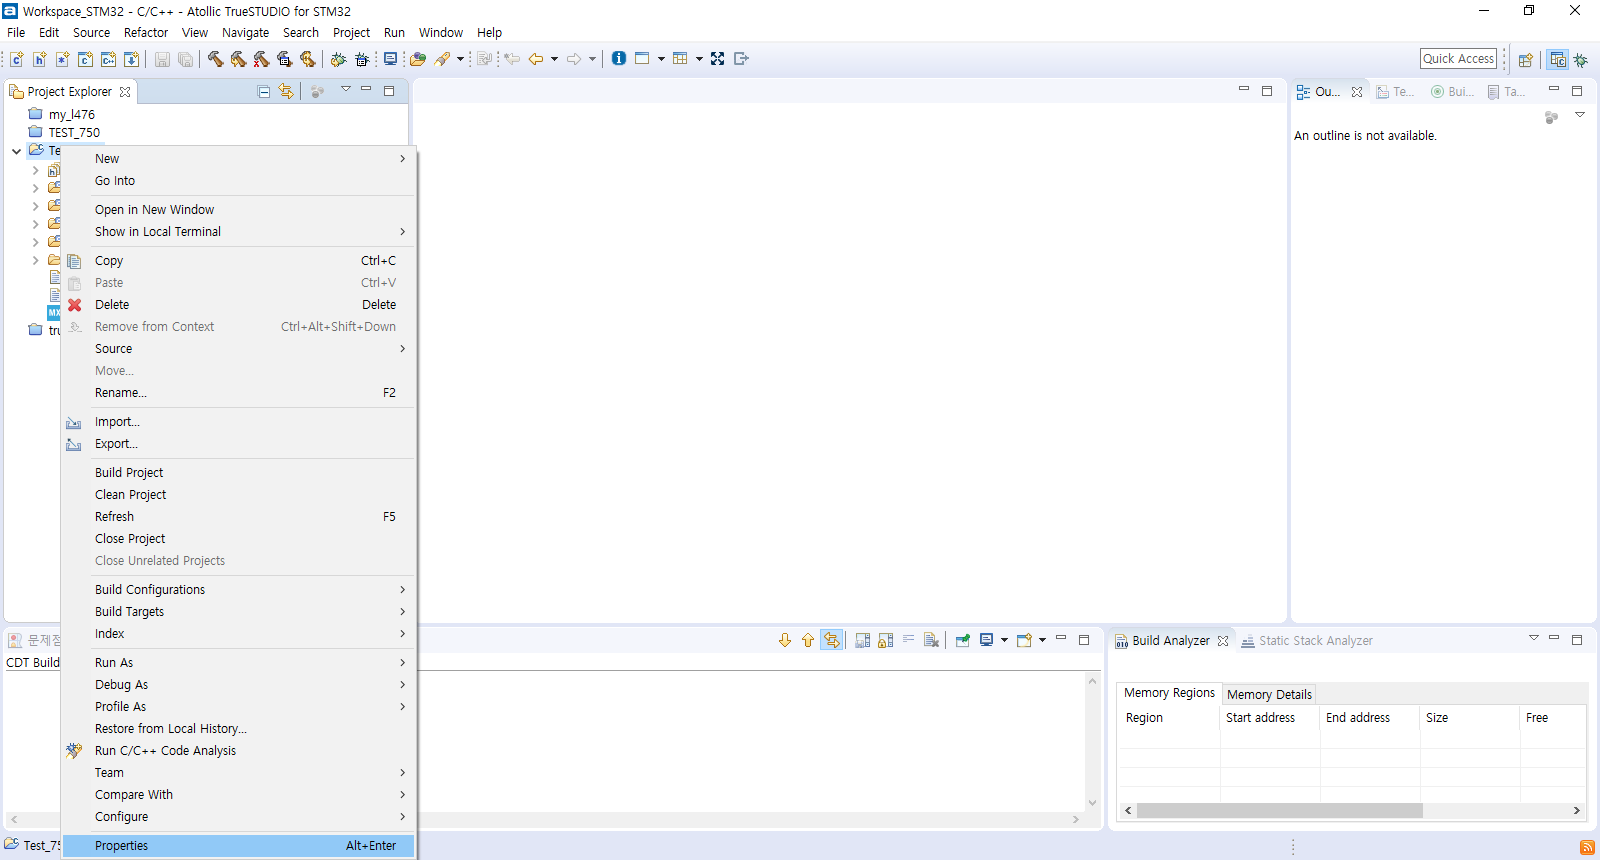 Workspace_STM32 - C/C++ - Atollic TrueSTUDIO for STM32
File Edit Source Refactor View Navigate Search Project Run Window Help
Quick Access
Project Explorer
Ou... Te... Bui... Ta...
my_l476
TEST_750
An outline is not available.
New
Go Into
Open in New Window
Show in Local Terminal
Copy Ctrl+C
Paste Ctrl+V
Delete Delete
Remove from Context Ctrl+Alt+Shift+Down
Source
Move...
Rename... F2
Import...
Export...
Build Project
Clean Project
Refresh F5
Close Project
Close Unrelated Projects
Build Configurations
Build Targets
Index
Run As
Debug As
Profile As
Restore from Local History...
Run C/C++ Code Analysis
Team
Compare With
Configure
Properties Alt+Enter
CDT Build
Build Analyzer Static Stack Analyzer
Memory Regions Memory Details
Region Start address End address Size Free